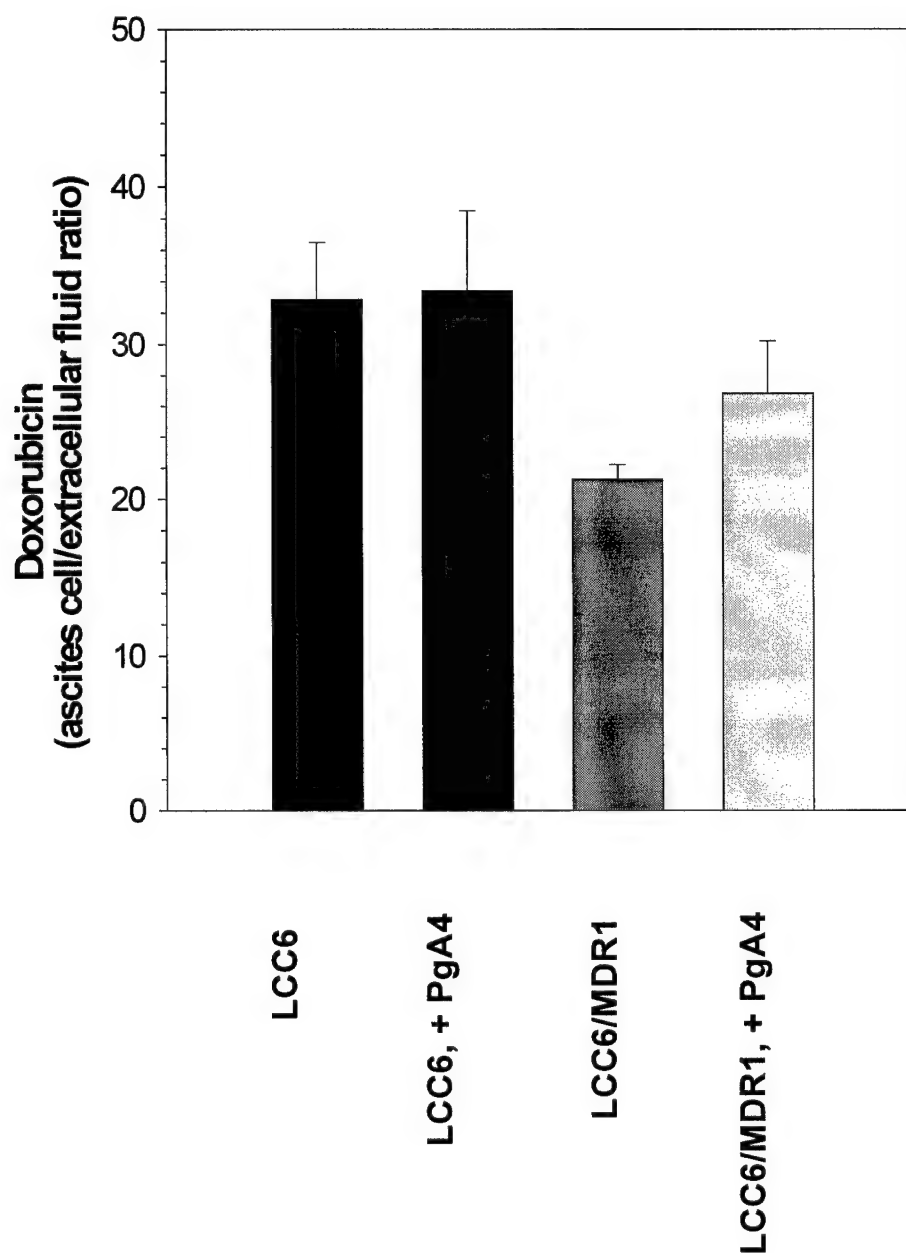 Doxorubicin
(ascites cell/extracellular fluid ratio)
50
40
30
20
10
0
LCC6
LCC6, + PgA4
LCC6/MDR1
LCC6/MDR1, + PgA4